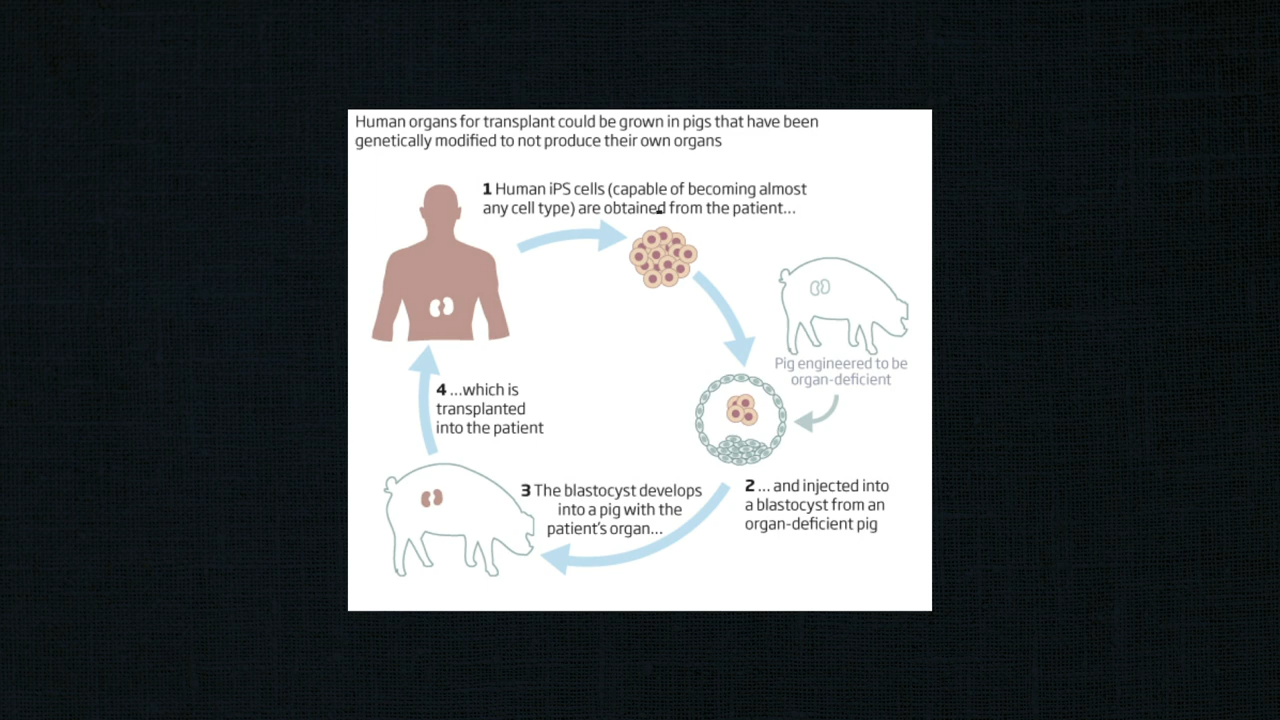 Human organs for transplant could be grown in pigs that have been
genetically modified to not produce their own organs
1 Human iPS cells (capable of becoming almost
any cell type) are obtained from the patient...
Pig engineered to be
organ-deficient
2 ... and injected into
a blastocyst from an
organ-deficient pig
3 The blastocyst develops
into a pig with the
patient's organ...
4 ...which is
transplanted
into the patient